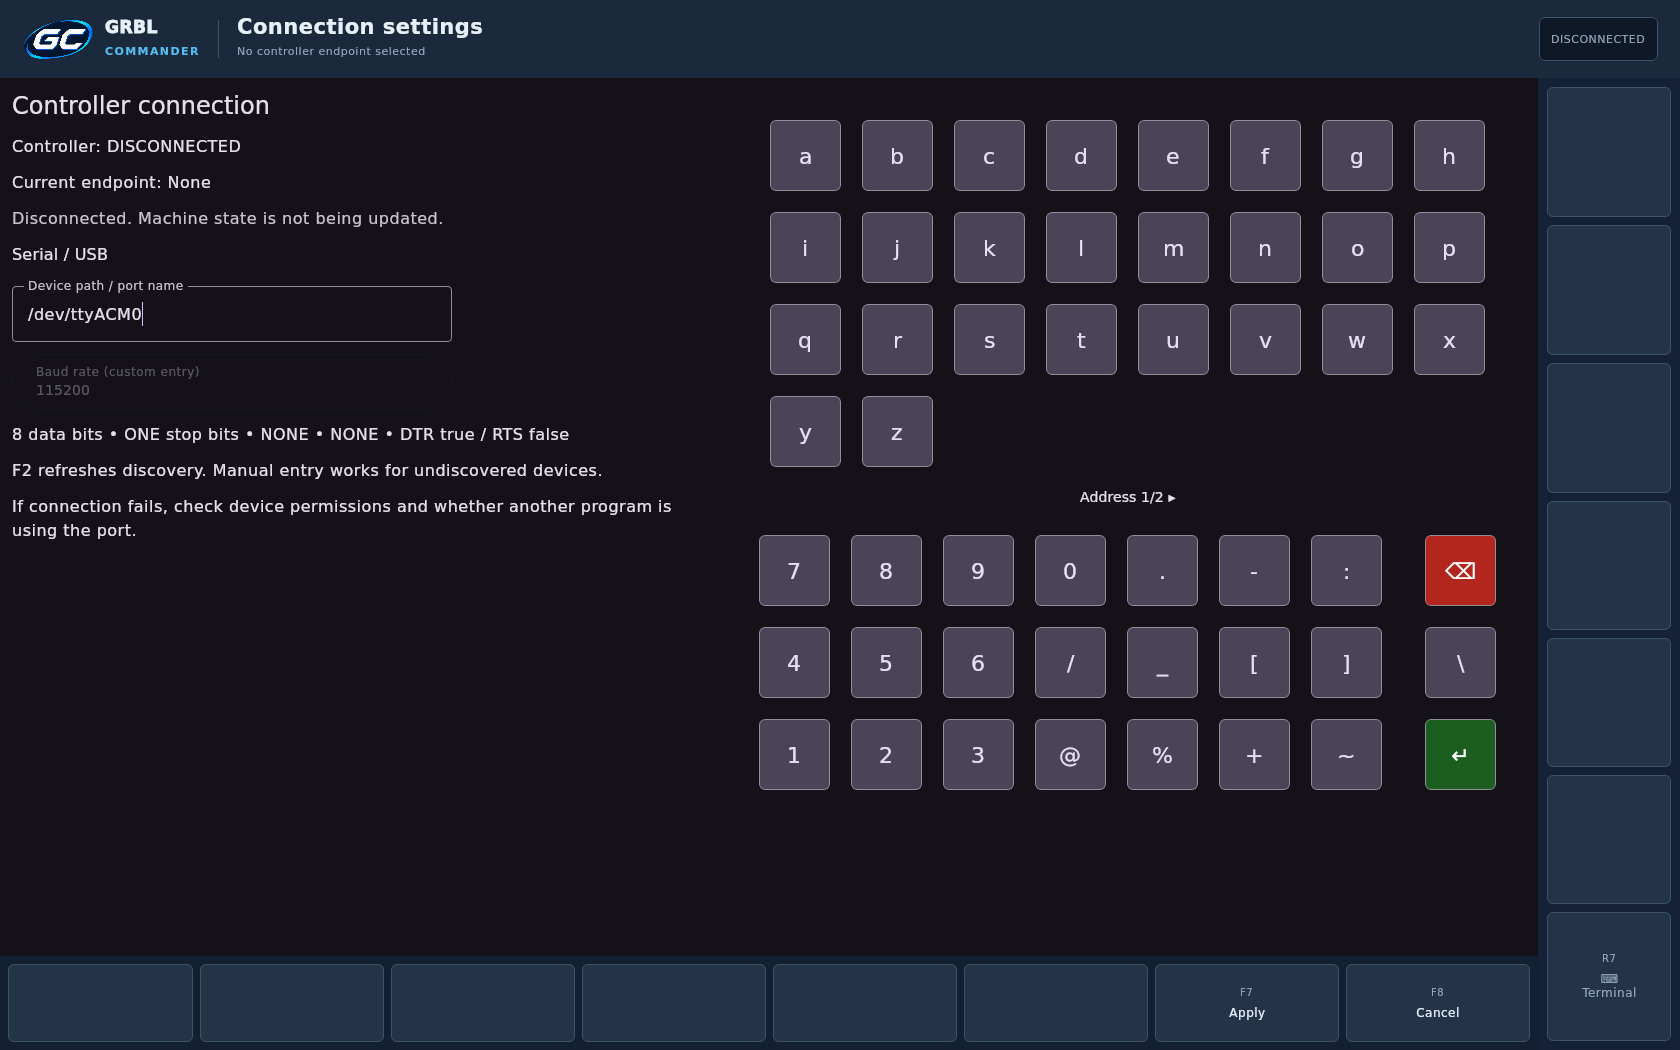 GC GRBL
COMMANDER
Connection settings
No controller endpoint selected
DISCONNECTED
Controller connection
Controller: DISCONNECTED
Current endpoint: None
Disconnected. Machine state is not being updated.
Serial / USB
Device path / port name
/dev/ttyACM0
Baud rate (custom entry)
115200
8 data bits • ONE stop bits • NONE • NONE • DTR true / RTS false
F2 refreshes discovery. Manual entry works for undiscovered devices.
If connection fails, check device permissions and whether another program is
using the port.
a b c d e f g h
i j k l m n o p
q r s t u v w x
y z
Address 1/2 ▸
7 8 9 0 . - : ⌫
4 5 6 / _ [ ] \
1 2 3 @ % + ~ ↵
F7
Apply
F8
Cancel
R7
⌨
Terminal